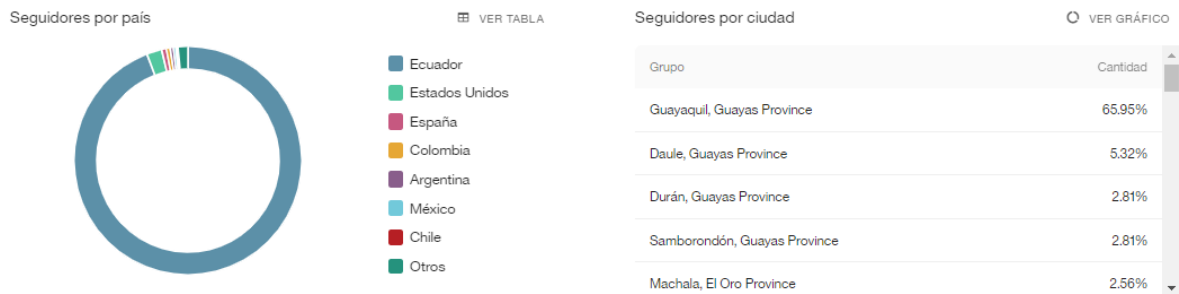 Seguidores por país
VER TABLA
Ecuador
Estados Unidos
España
Colombia
Argentina
México
Chile
Otros
Seguidores por ciudad
VER GRÁFICO
Grupo Cantidad
Guayaquil, Guayas Province 65.95%
Daule, Guayas Province 5.32%
Durán, Guayas Province 2.81%
Samborondón, Guayas Province 2.81%
Machala, El Oro Province 2.56%